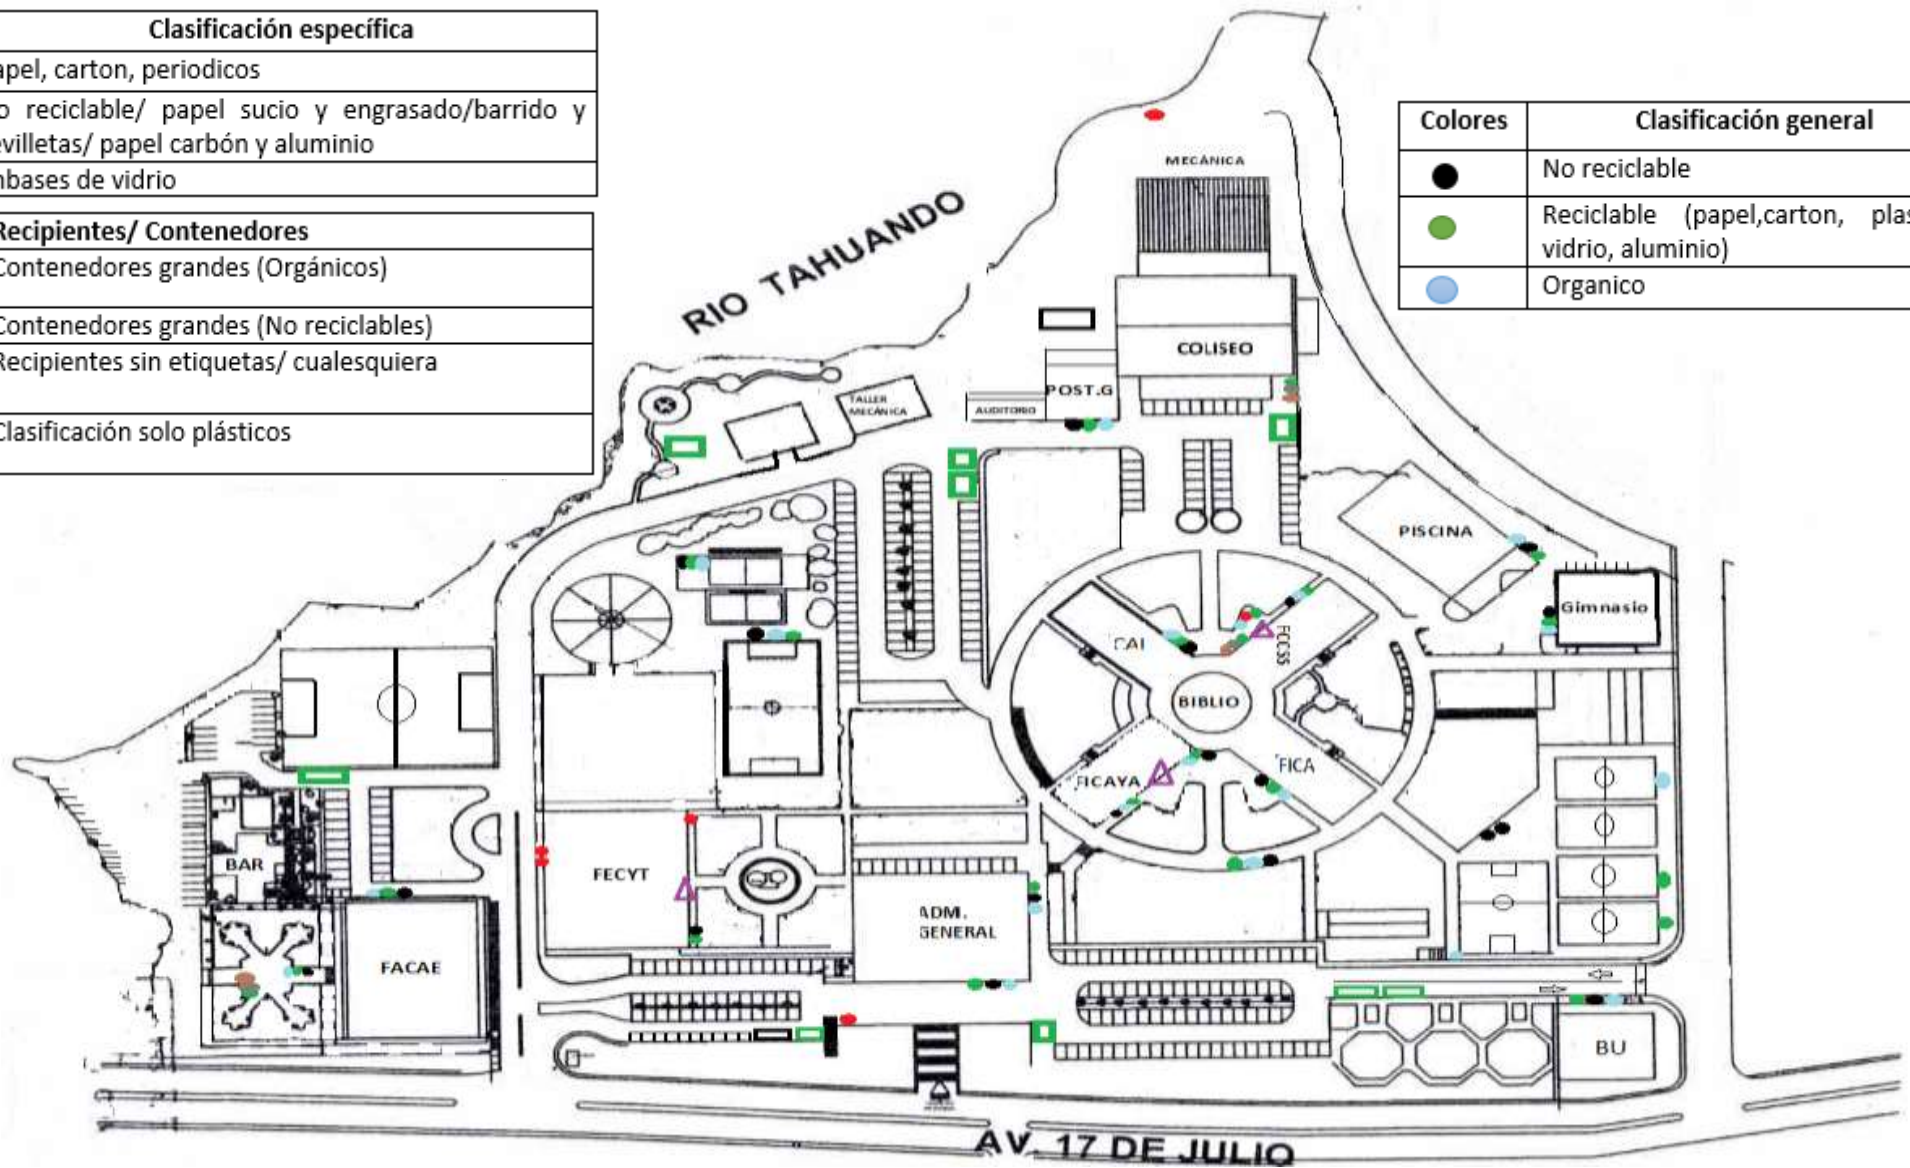 Clasificación específica
apel, carton, periodicos
o reciclable/ papel sucio y engrasado/barrido y
evilletas/ papel carbón y aluminio
nbases de vidrio
Recipientes/ Contenedores
Contenedores grandes (Orgánicos)
Contenedores grandes (No reciclables)
Recipientes sin etiquetas/ cualesquiera
Clasificación solo plásticos
Colores
Clasificación general
No reciclable
Reciclable (papel,carton, plas
vidrio, aluminio)
Organico
RIO TAHUANDO
MECÁNICA
COLISEO
POST.G
AUDITORIO
TALLER
MECÁNICA
PISCINA
Gimnasio
CAI
FCCSS
BIBLIO
FICAYA
FICA
BAR
FECYT
ADM.
GENERAL
FACAE
BU
AV. 17 DE JULIO